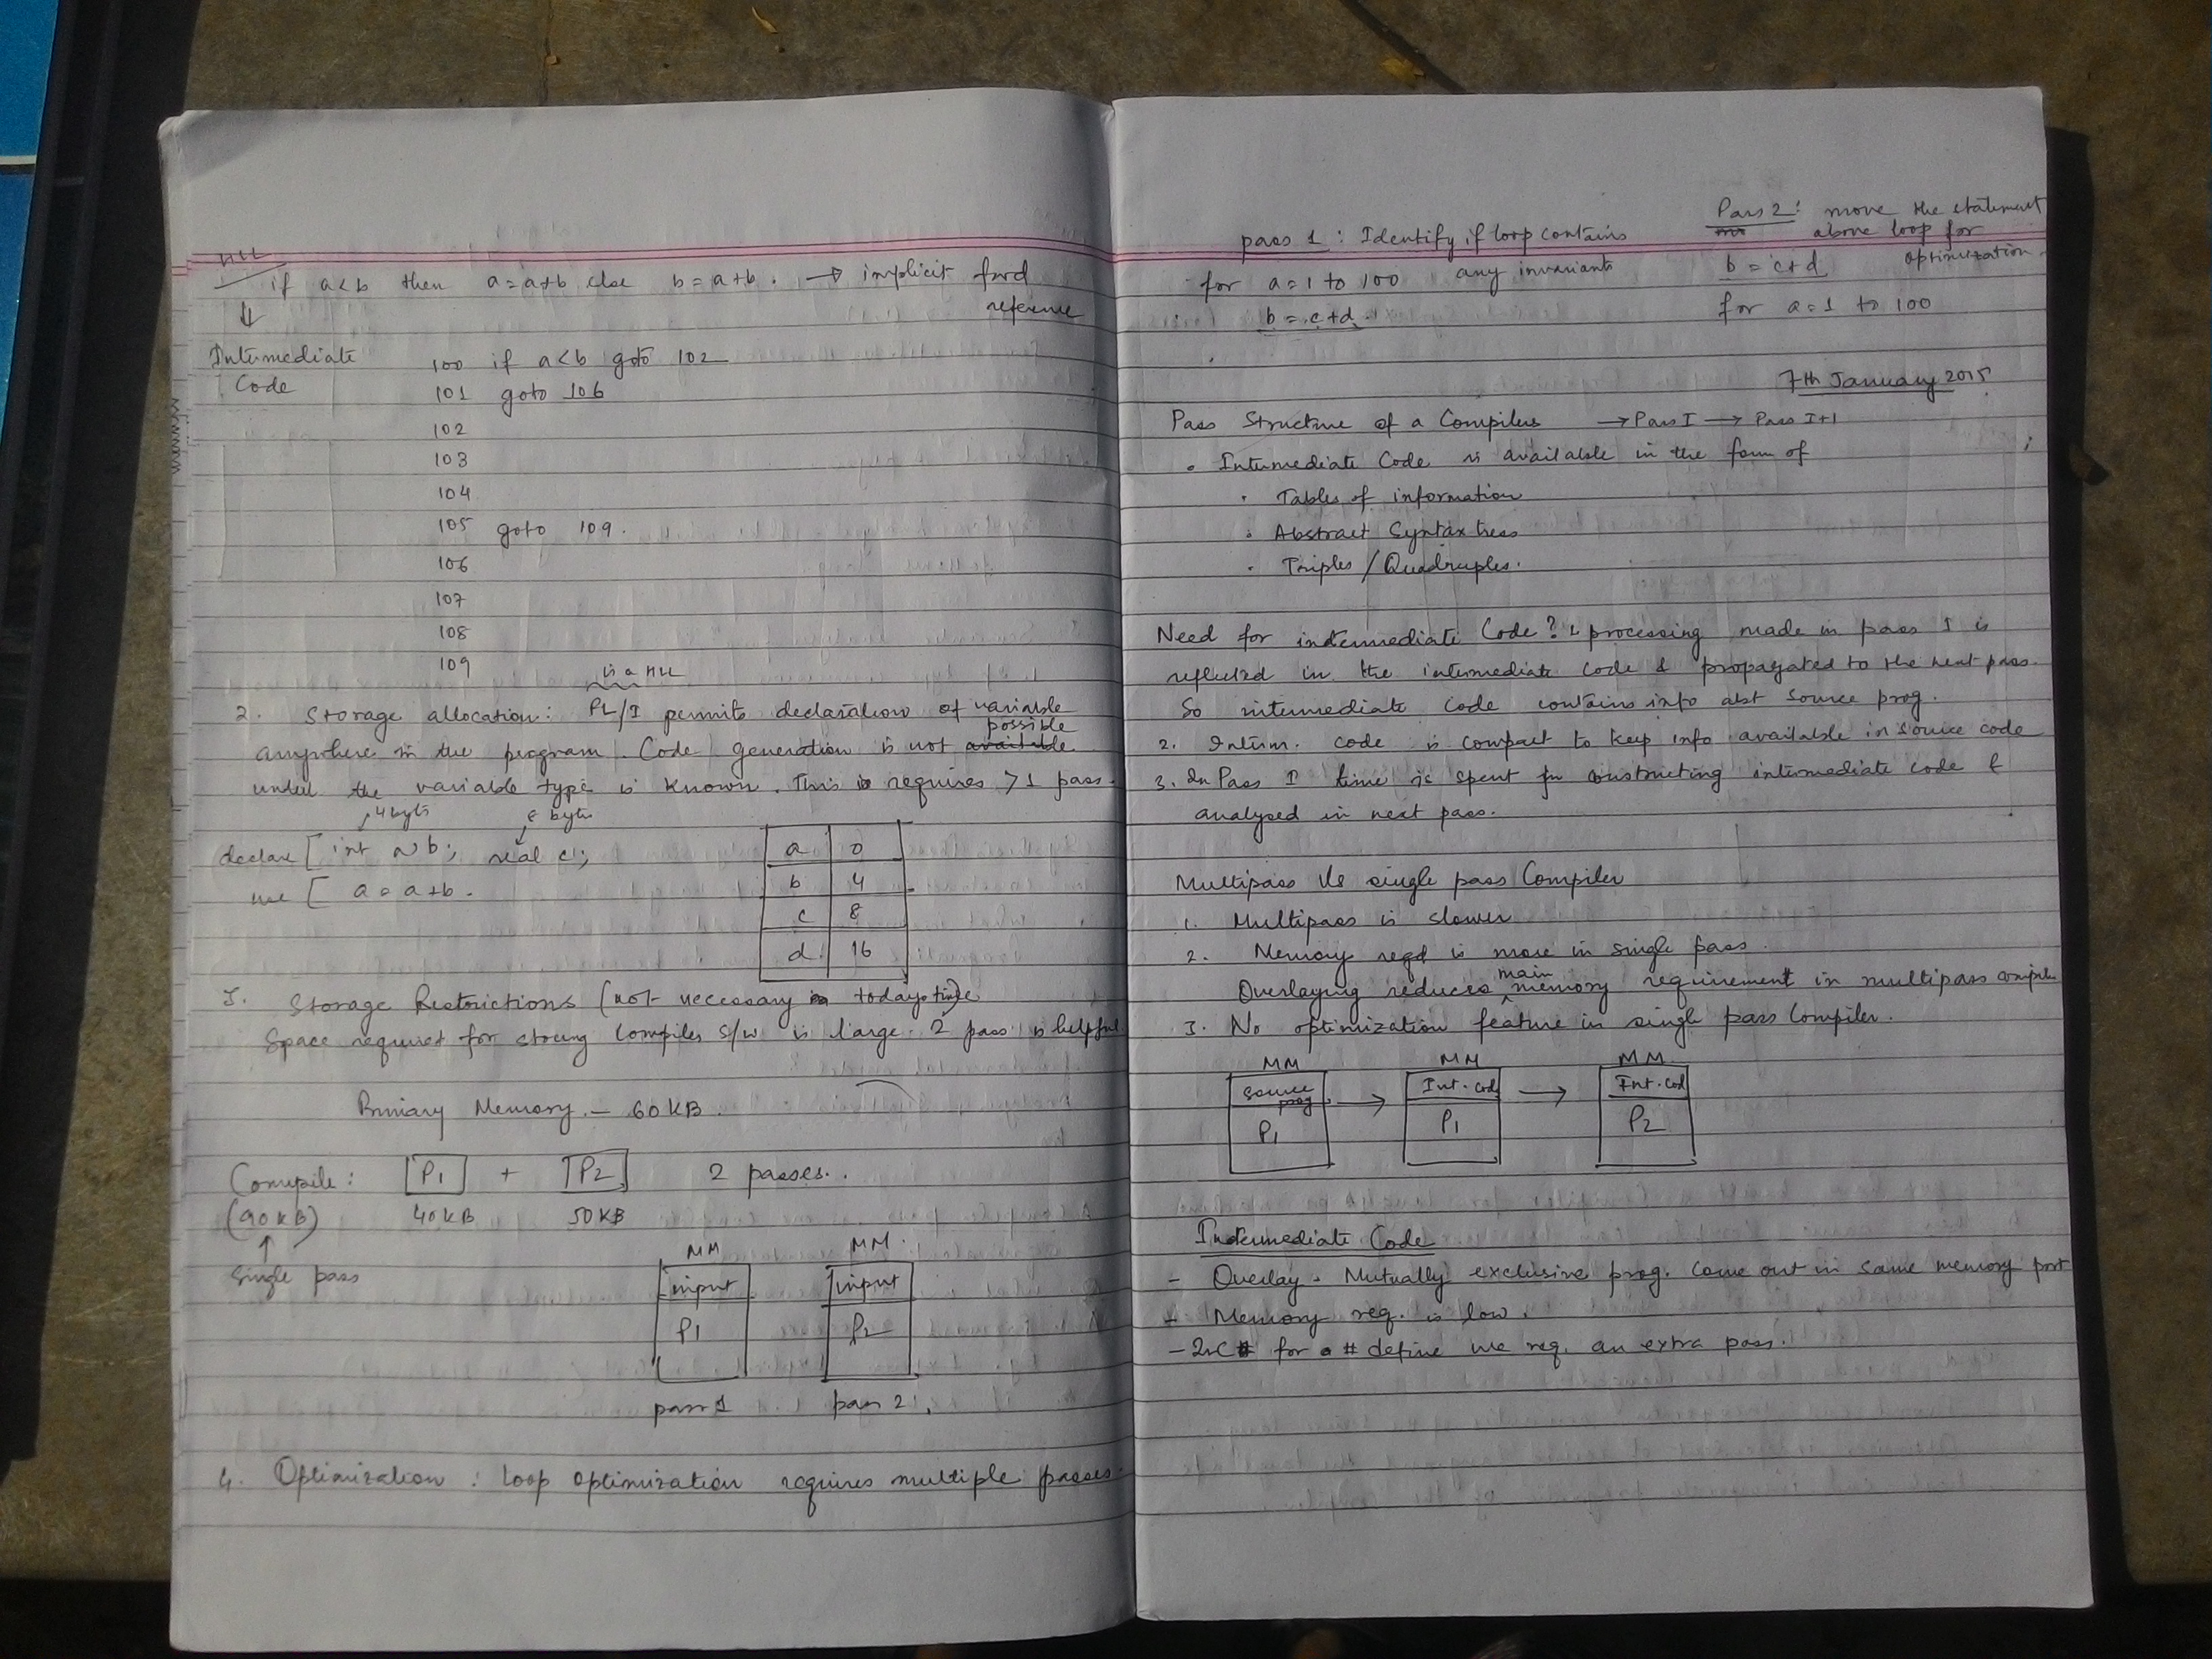 HLL
if a<b then a=a+b else b=a+b. → implicit fwrd
reference
Intermediate
Code
100 if a<b goto 102
101 goto 106
102
103
104
105 goto 109.
106
107
108
109
is a HLL
2. Storage allocation: PL/I permits declaration of variable
possible
anywhere in the program. Code generation is not available
until the variable type is known. This is requires >1 pass.
4 byte 8 byte
declare [ int a b; real c;
use [ a = a+b.
a 0
b 4
c 8
d. 16
3. Storage Restrictions (not necessary in todays time)
Space required for storing compiler s/w is large. 2 pass is helpful
Primary Memory - 60KB.
Compile: P1 + P2 2 passes..
(90KB) 40KB 50KB
↑
Single pass
MM MM.
input input
P1 P2
pass 1 pass 2.
4. Optimization : Loop optimization requires multiple passes.
pass 1 : Identify if loop contains
any invariants
for a=1 to 100
b = c+d.
Pass 2: move the statement
above loop for
optimization.
b = c+d
for a=1 to 100
7th January 2015
Pass Structure of a Compilers → Pass I → Pass I+1
• Intermediate Code is available in the form of
• Tables of information
• Abstract Syntax trees
• Triples / Quadruples.
Need for intermediate Code? 1. processing made in pass I is
reflected in the intermediate code & propagated to the next pass.
So intermediate code contains info abt source prog.
2. Interm. code is compact to keep info available in source code
3. In Pass I time is spent for constructing intermediate code &
analysed in next pass.
Multipass Vs single pass Compiler
1. Multipass is slower
2. Memory reqd is more in single pass.
main
Overlaying reduces memory requirement in multipass compile
3. No optimization feature in single pass Compiler.
MM MM MM
Source prog → Int. cod → Int. cod
P1 P1 P2
Intermediate Code
- Overlay - Mutually exclusive prog. come out in same memory part
- Memory req. is low.
- In C # for # define we req. an extra pass.